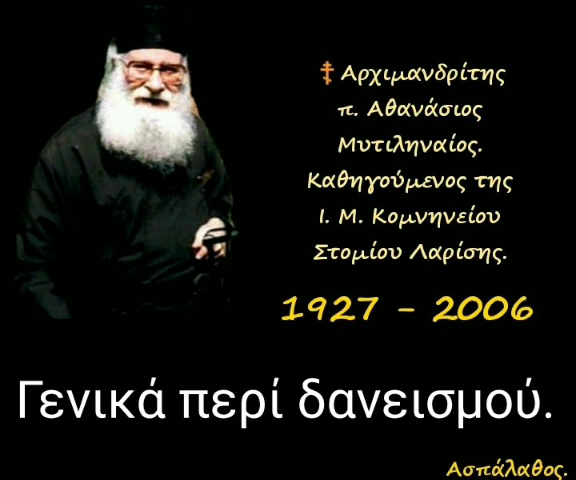 ☦ Αρχιμανδρίτης
π. Αθανάσιος
Μυτιληναίος.
Καθηγούμενος της
Ι. Μ. Κομνηνείου
Στομίου Λαρίσης.
1927 - 2006
Γενικά περί δανεισμού.
Ασπάλαθος.